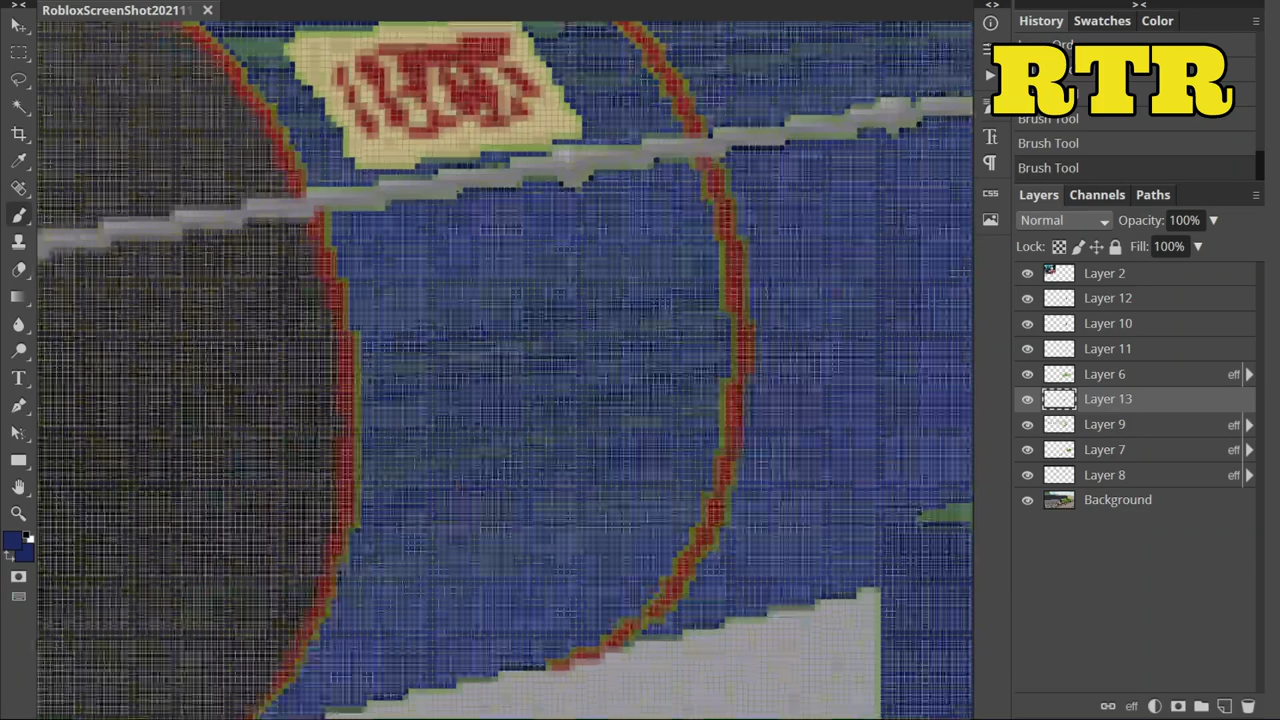 RobloxScreenShot20211
History Swatches Color
RTR
Brush Tool
Brush Tool
Brush Tool
Layers Channels Paths
Normal Opacity: 100%
Lock: Fill: 100%
Layer 2
Layer 12
Layer 10
Layer 11
Layer 6 eff
Layer 13
Layer 9 eff
Layer 7 eff
Layer 8 eff
Background
CSS
eff